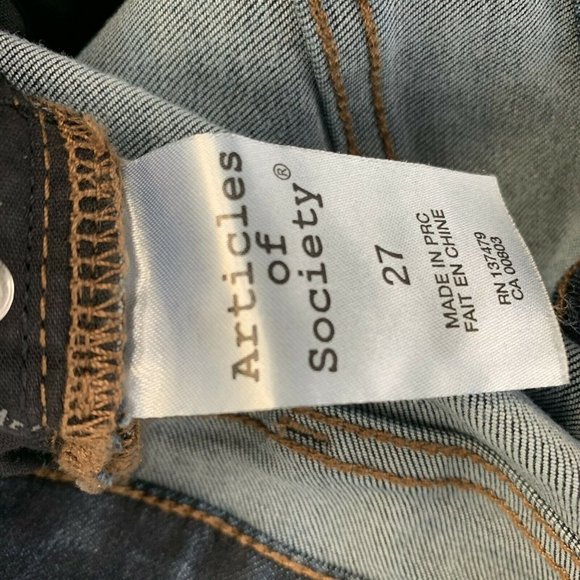 Articles
of
Society®
27
MADE IN PRC
FAIT EN CHINE
RN 137479
CA 00803